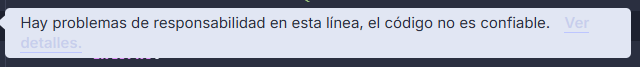 Hay problemas de responsabilidad en esta línea, el código no es confiable. Ver
detalles.